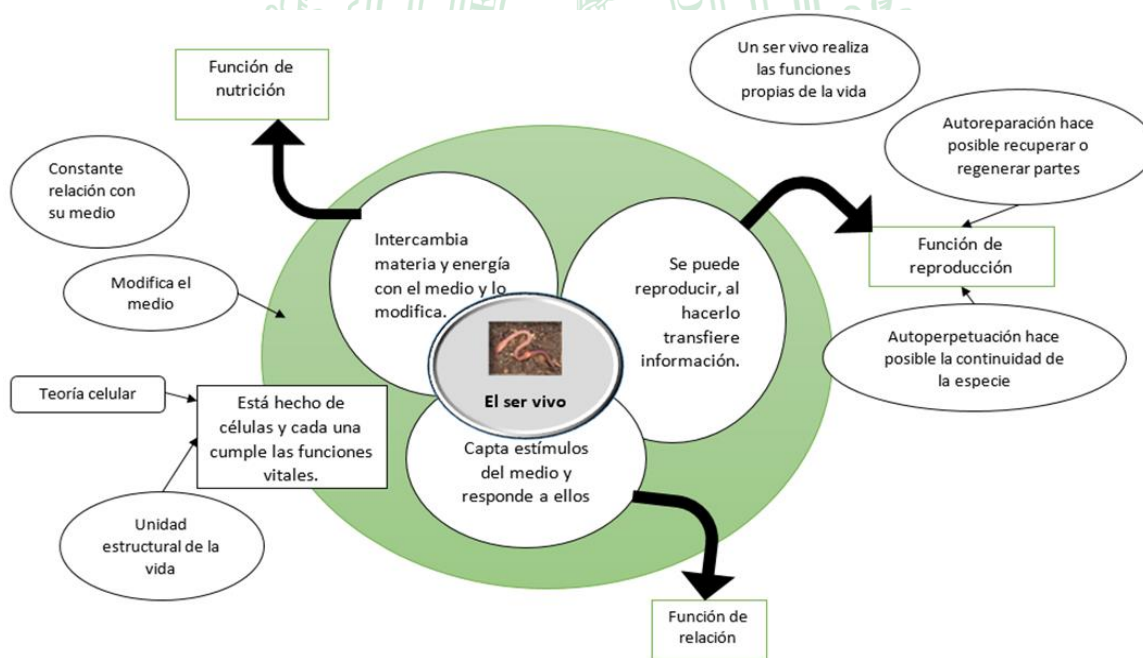 Función de
nutrición
Un ser vivo realiza
las funciones
propias de la vida
Autoreparación hace
posible recuperar o
regenerar partes
Constante
relación con
su medio
Función de
reproducción
Intercambia
materia y energía
con el medio y lo
modifica.
Se puede
reproducir, al
hacerlo
transfiere
información.
Modifica el
medio
Autoperpetuación hace
posible la continuidad de
la especie
El ser vivo
Teoría celular
Está hecho de
células y cada una
cumple las funciones
vitales.
Capta estímulos
del medio y
responde a ellos
Unidad
estructural de la
vida
Función de
relación